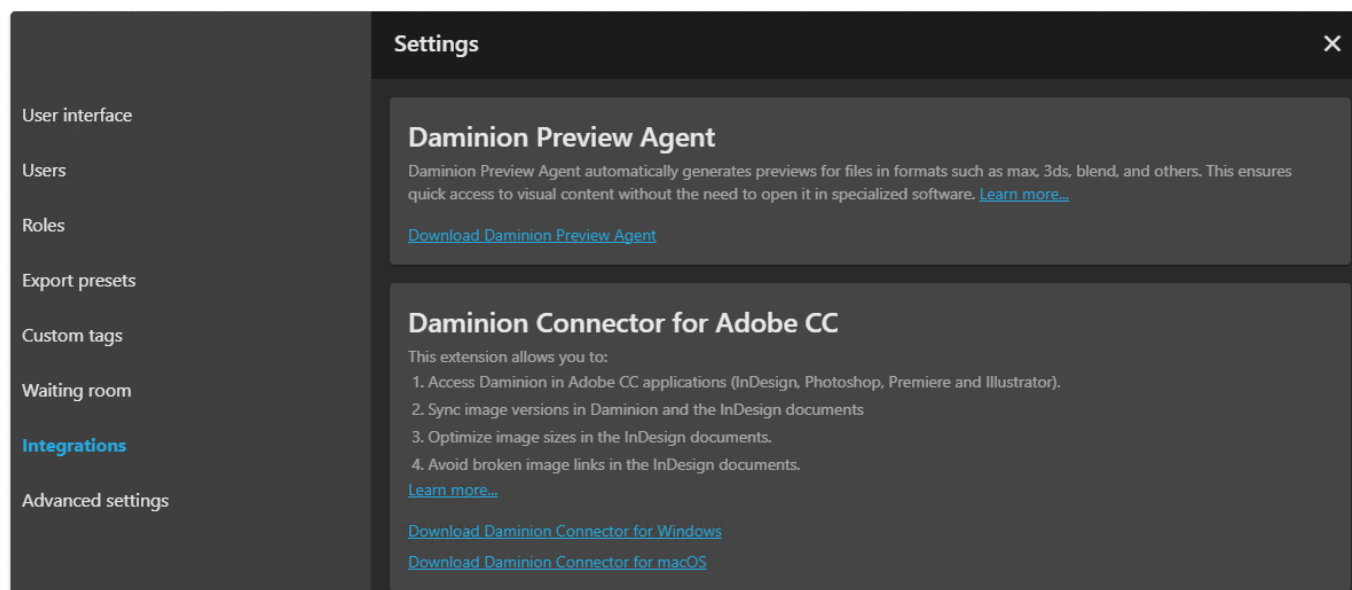 Settings
User interface
Users
Roles
Export presets
Custom tags
Waiting room
Integrations
Advanced settings
Daminion Preview Agent
Daminion Preview Agent automatically generates previews for files in formats such as max, 3ds, blend, and others. This ensures
quick access to visual content without the need to open it in specialized software. Learn more...
Download Daminion Preview Agent
Daminion Connector for Adobe CC
This extension allows you to:
1. Access Daminion in Adobe CC applications (InDesign, Photoshop, Premiere and Illustrator).
2. Sync image versions in Daminion and the InDesign documents
3. Optimize image sizes in the InDesign documents.
4. Avoid broken image links in the InDesign documents.
Learn more...
Download Daminion Connector for Windows
Download Daminion Connector for macOS